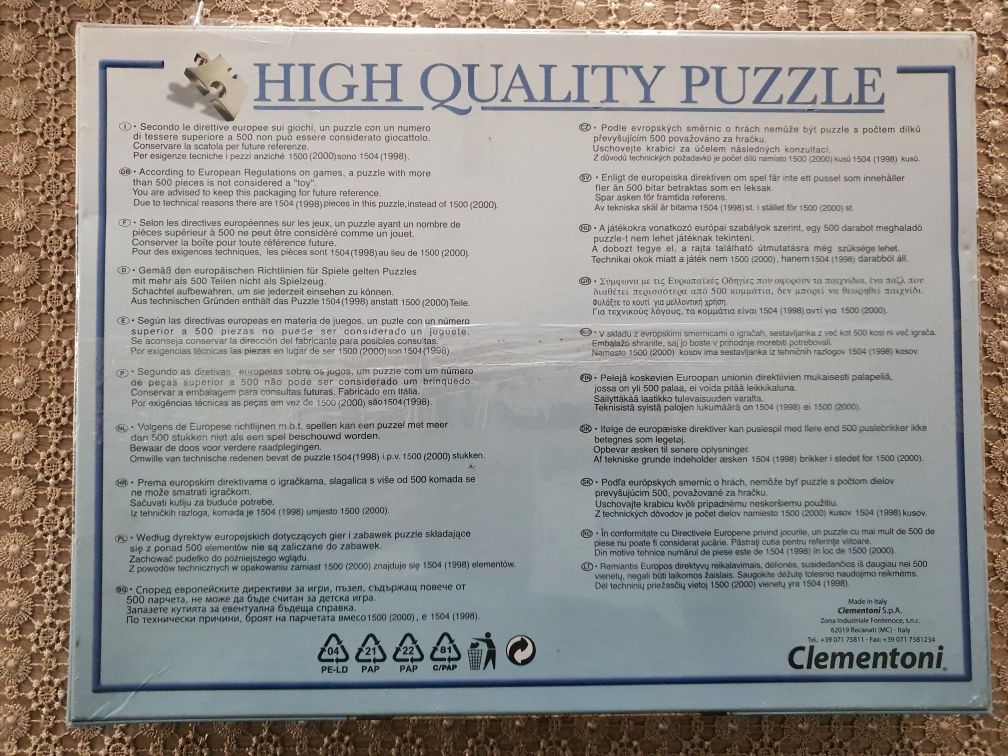 HIGH QUALITY PUZZLE
I • Secondo le direttive europee sui giochi, un puzzle con un numero
di tessere superiore a 500 non può essere considerato giocattolo.
Conservare la scatola per future referenze.
Per esigenze tecniche i pezzi anziché 1500 (2000) sono 1504 (1998).
GB • According to European Regulations on games, a puzzle with more
than 500 pieces is not considered a "toy".
You are advised to keep this packaging for future reference.
Due to technical reasons there are 1504 (1998) pieces in this puzzle, instead of 1500 (2000).
F • Selon les directives européennes sur les jeux, un puzzle ayant un nombre de
pièces supérieur à 500 ne peut être considéré comme un jouet.
Conserver la boîte pour toute référence future.
Pour des exigences techniques, les pièces sont 1504 (1998) au lieu de 1500 (2000).
D • Gemäß den europäischen Richtlinien für Spiele gelten Puzzles
mit mehr als 500 Teilen nicht als Spielzeug.
Schachtel aufbewahren, um sie jederzeit einsehen zu können.
Aus technischen Gründen enthält das Puzzle 1504 (1998) anstatt 1500 (2000) Teile.
E • Según las directivas europeas en materia de juegos, un puzle con un número
superior a 500 piezas no puede ser considerado un juguete.
Se aconseja conservar la dirección del fabricante para posibles consultas.
Por exigencias técnicas las piezas en lugar de ser 1500 (2000) son 1504 (1998).
P • Segundo as diretivas europeias sobre os jogos, um puzzle com um número
de peças superior a 500 não pode ser considerado um brinquedo.
Conservar a embalagem para consultas futuras. Fabricado em Itália.
Por exigências técnicas as peças em vez de 1500 (2000) são 1504 (1998).
NL • Volgens de Europese richtlijnen m.b.t. spellen kan een puzzel met meer
dan 500 stukken niet als een spel beschouwd worden.
Bewaar de doos voor verdere raadplegingen.
Omwille van technische redenen bevat de puzzle 1504 (1998) i.p.v. 1500 (2000) stukken.
HR • Prema europskim direktivama o igračkama, slagalica s više od 500 komada se
ne može smatrati igračkom.
Sačuvati kutiju za buduće potrebe.
Iz tehničkih razloga, komada je 1504 (1998) umjesto 1500 (2000).
PL • Według dyrektyw europejskich dotyczących gier i zabawek puzzle składające
się z ponad 500 elementów nie są zaliczane do zabawek.
Zachować pudełko do późniejszego wglądu.
Z powodów technicznych w opakowaniu zamiast 1500 (2000) znajduje się 1504 (1998) elementów.
BG • Според европейските директиви за игри, пъзел, съдържащ повече от
500 парчета, не може да бъде считан за детска игра.
Запазете кутията за евентуална бъдеща справка.
По технически причини, броят на парчетата вместо 1500 (2000), е 1504 (1998).
CZ • Podle evropských směrnic o hrách nemůže být puzzle s počtem dílků
převyšujícím 500 považováno za hračku.
Uschovejte krabici za účelem následných konzultací.
Z důvodů technických požadavků je počet dílů namísto 1500 (2000) kusů 1504 (1998) kusů.
SV • Enligt de europeiska direktiven om spel får inte ett pussel som innehåller
fler än 500 bitar betraktas som en leksak.
Spar asken för framtida referens.
Av tekniska skäl är bitarna 1504 (1998) st. i stället för 1500 (2000) st.
HU • A játékokra vonatkozó európai szabályok szerint, egy 500 darabot meghaladó
puzzle-t nem lehet játéknak tekinteni.
A dobozt tegye el, a rajta található útmutatásra még szüksége lehet.
Technikai okok miatt a játék nem 1500 (2000), hanem 1504 (1998) darabból áll.
GR • Σύμφωνα με τις Ευρωπαϊκές Οδηγίες που αφορούν τα παιχνίδια, ένα παζλ που
διαθέτει περισσότερα από 500 κομμάτια, δεν μπορεί να θεωρηθεί παιχνίδι.
Φυλάξτε το κουτί για μελλοντική χρήση.
Για τεχνικούς λόγους, τα κομμάτια είναι 1504 (1998) αντί για 1500 (2000).
SLO • V skladu z evropskimi smernicami o igračah, sestavljanka z več kot 500 kosi ni več igrača.
Embalažo shranite, saj jo boste v prihodnje morebiti potrebovali.
Namesto 1500 (2000) kosov ima sestavljanka iz tehničnih razlogov 1504 (1998) kosov.
FIN • Pelejä koskevien Euroopan unionin direktiivien mukaisesti palapeliä,
jossa on yli 500 palaa, ei voida pitää leikkikaluna.
Säilyttäkää laatikko tulevaisuuden varalta.
Teknisistä syistä palojen lukumäärä on 1504 (1998) ei 1500 (2000).
DK • Ifølge de europæiske direktiver kan puslespil med flere end 500 puslebrikker ikke
betegnes som legetøj.
Opbevar æsken til senere oplysninger.
Af tekniske grunde indeholder æsken 1504 (1998) brikker i stedet for 1500 (2000).
SK • Podľa európskych smerníc o hrách, nemôže byť puzzle s počtom dielov
prevyšujúcim 500, považované za hračku.
Uschovajte krabicu kvôli prípadnému neskoršiemu použitiu.
Z technických dôvodov je počet dielov namiesto 1500 (2000) kusov 1504 (1998) kusov.
RO • În conformitate cu Directivele Europene privind jocurile, un puzzle cu mai mult de 500 de
piese nu poate fi considerat jucărie. Păstrați cutia pentru referințe viitoare.
Din motive tehnice numărul de piese este de 1504 (1998) în loc de 1500 (2000).
LT • Remiantis Europos direktyvų reikalavimais, dėlionės, susidedančios iš daugiau nei 500
vienetų, negali būti laikomos žaislais. Saugokite dėžutę tolesnio naudojimo reikmėms.
Dėl techninių priežasčių vietoj 1500 (2000) vienetų yra 1504 (1998).
Made in Italy
Clementoni S.p.A.
Zona Industriale Fontenoce, s.n.c.
62019 Recanati (MC) - Italy
Tel. +39 071 75811 - Fax +39 071 7581234
Clementoni®
04
PE-LD
21
PAP
22
PAP
81
C/PAP